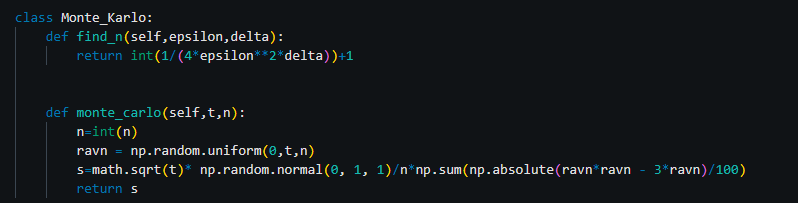 class Monte_Karlo:
    def find_n(self,epsilon,delta):
        return int(1/(4*epsilon**2*delta))+1
    def monte_carlo(self,t,n):
        n=int(n)
        ravn = np.random.uniform(0,t,n)
        s=math.sqrt(t)* np.random.normal(0, 1, 1)/n*np.sum(np.absolute(ravn*ravn - 3*ravn)/100)
        return s